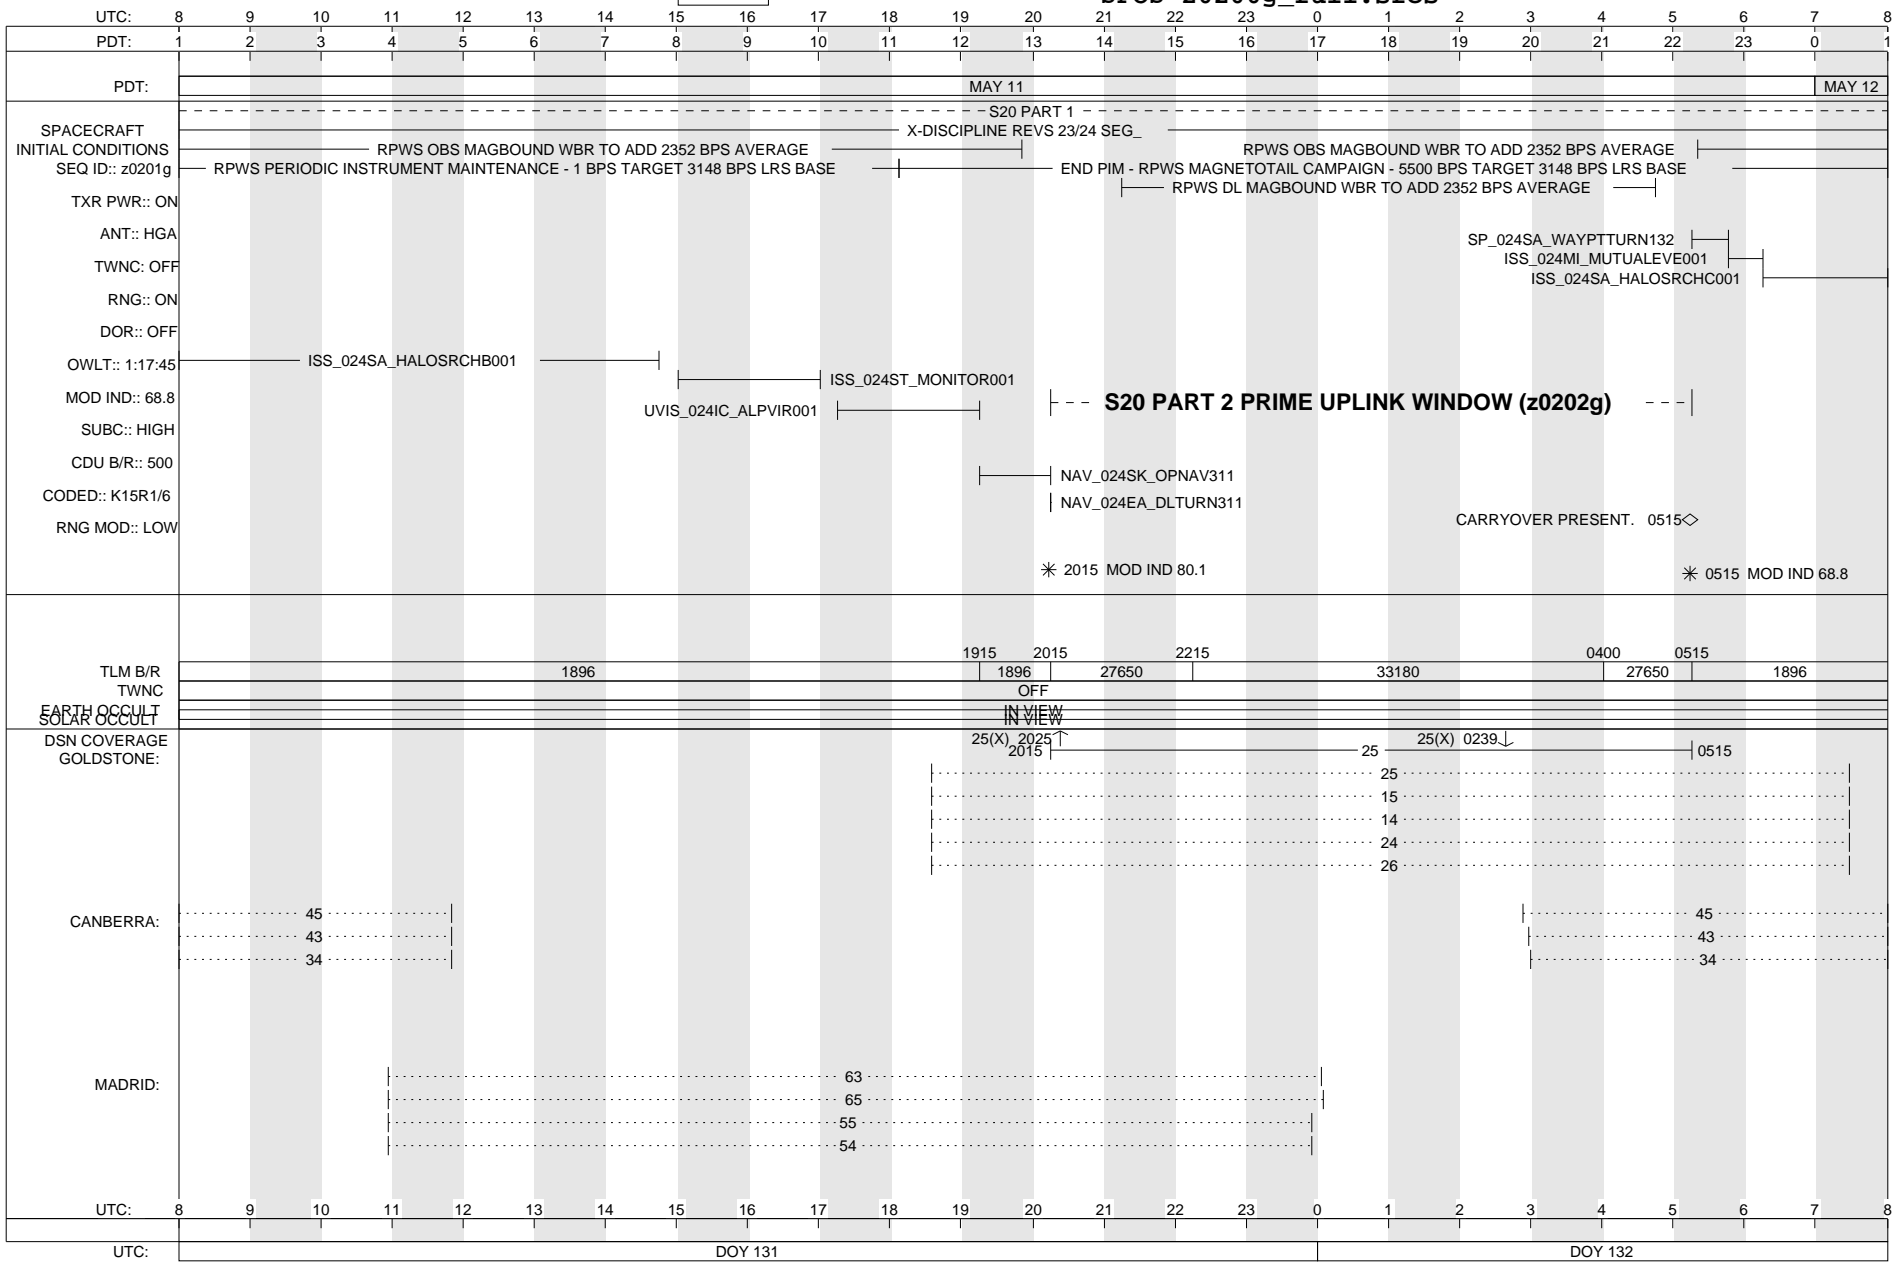 UTC: 8 9 10 11 12 13 14 15 16 17 18 19 20 21 22 23 0 1 2 3 4 5 6 7 8
PDT: 1 2 3 4 5 6 7 8 9 10 11 12 13 14 15 16 17 18 19 20 21 22 23 0 1
PDT: MAY 11 MAY 12
S20 PART 1
SPACECRAFT X-DISCIPLINE REVS 23/24 SEG_
INITIAL CONDITIONS RPWS OBS MAGBOUND WBR TO ADD 2352 BPS AVERAGE RPWS OBS MAGBOUND WBR TO ADD 2352 BPS AVERAGE
SEQ ID:: z0201g RPWS PERIODIC INSTRUMENT MAINTENANCE - 1 BPS TARGET 3148 BPS LRS BASE END PIM - RPWS MAGNETOTAIL CAMPAIGN - 5500 BPS TARGET 3148 BPS LRS BASE
RPWS DL MAGBOUND WBR TO ADD 2352 BPS AVERAGE
TXR PWR:: ON
ANT:: HGA
SP_024SA_WAYPTTURN132
ISS_024MI_MUTUALEVE001
TWNC: OFF
ISS_024SA_HALOSRCHC001
RNG:: ON
DOR:: OFF
OWLT:: 1:17:45 ISS_024SA_HALOSRCHB001
ISS_024ST_MONITOR001
MOD IND:: 68.8 S20 PART 2 PRIME UPLINK WINDOW (z0202g)
UVIS_024IC_ALPVIR001
SUBC:: HIGH
CDU B/R:: 500
NAV_024SK_OPNAV311
CODED:: K15R1/6
NAV_024EA_DLTURN311
CARRYOVER PRESENT. 0515
RNG MOD:: LOW
2015 MOD IND 80.1
0515 MOD IND 68.8
1915 2015 2215 0400 0515
TLM B/R 1896 1896 27650 33180 27650 1896
TWNC OFF
EARTH OCCULT IN VIEW
SOLAR OCCULT IN VIEW
DSN COVERAGE 25(X) 2025 25(X) 0239
GOLDSTONE: 2015 25 0515
25
15
14
24
26
CANBERRA: 45 45
43 43
34 34
MADRID: 63
65
55
54
UTC: 8 9 10 11 12 13 14 15 16 17 18 19 20 21 22 23 0 1 2 3 4 5 6 7 8
UTC: DOY 131 DOY 132